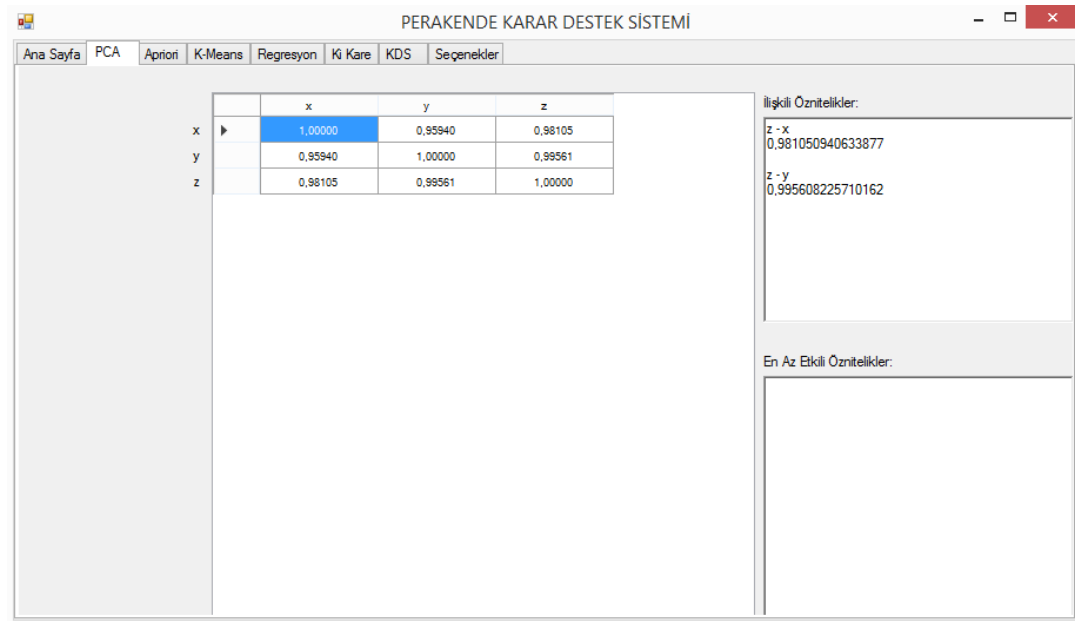 PERAKENDE KARAR DESTEK SİSTEMİ
Ana Sayfa PCA Apriori K-Means Regresyon Ki Kare KDS Seçenekler
x y z
x 1,00000 0,95940 0,98105
y 0,95940 1,00000 0,99561
z 0,98105 0,99561 1,00000
İlişkili Öznitelikler:
z - x
0,981050940633877
z - y
0,995608225710162
En Az Etkili Öznitelikler: